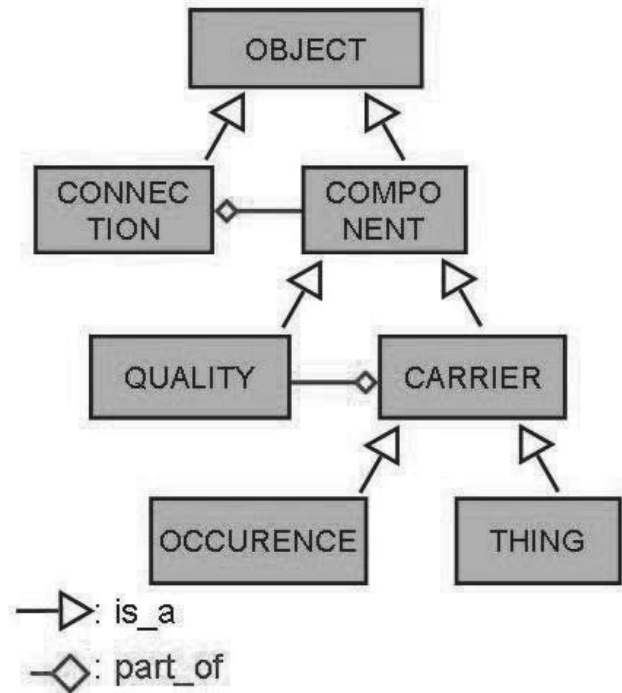 OBJECT
CONNEC
TION
COMPO
NENT
QUALITY
CARRIER
OCCURENCE
THING
: is_a
: part_of